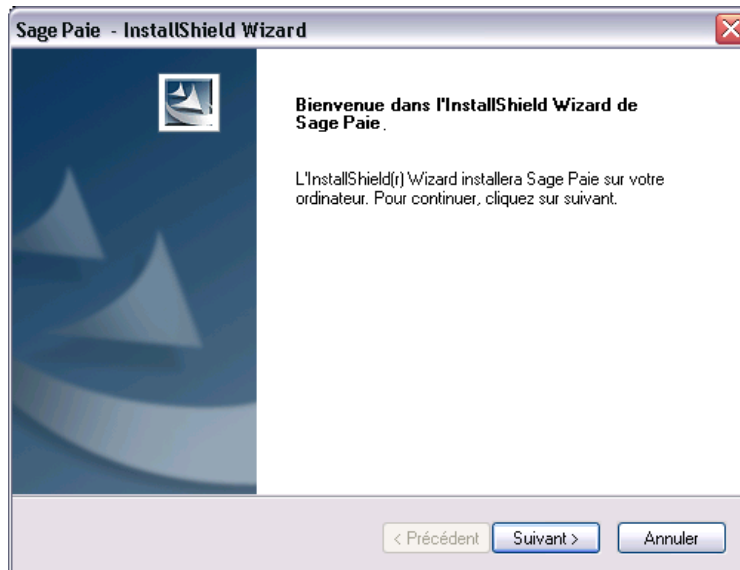 Sage Paie - InstallShield Wizard
Bienvenue dans l'InstallShield Wizard de
Sage Paie.
L'InstallShield(r) Wizard installera Sage Paie sur votre
ordinateur. Pour continuer, cliquez sur suivant.
< Précédent
Suivant >
Annuler